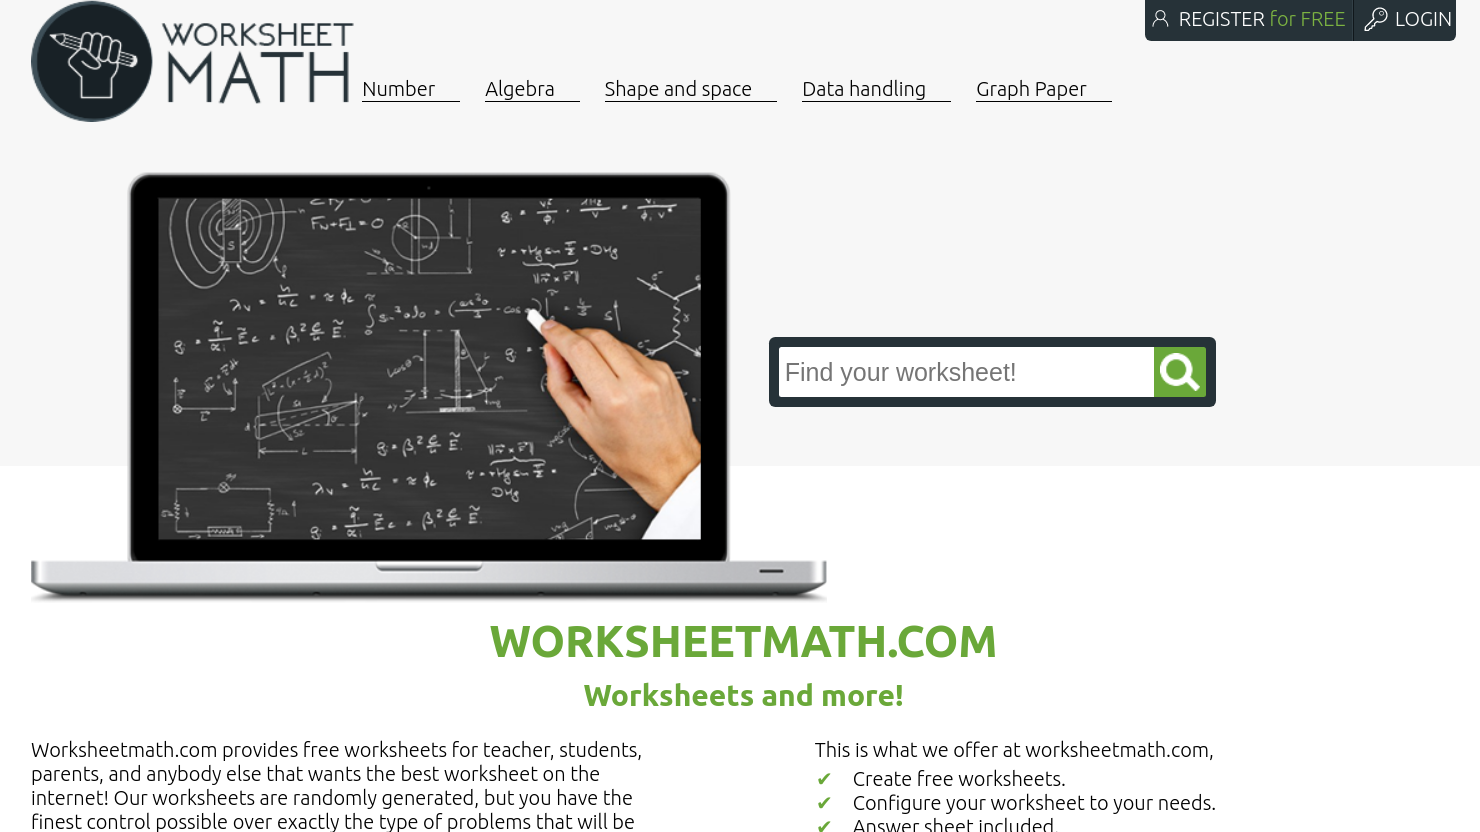 REGISTER for FREE
LOGIN
WORKSHEET
MATH
Number
Algebra
Shape and space
Data handling
Graph Paper
Find your worksheet!
WORKSHEETMATH.COM
Worksheets and more!
Worksheetmath.com provides free worksheets for teacher, students,
parents, and anybody else that wants the best worksheet on the
internet! Our worksheets are randomly generated, but you have the
finest control possible over exactly the type of problems that will be
This is what we offer at worksheetmath.com,
✔ Create free worksheets.
✔ Configure your worksheet to your needs.
✔ Answer sheet included.